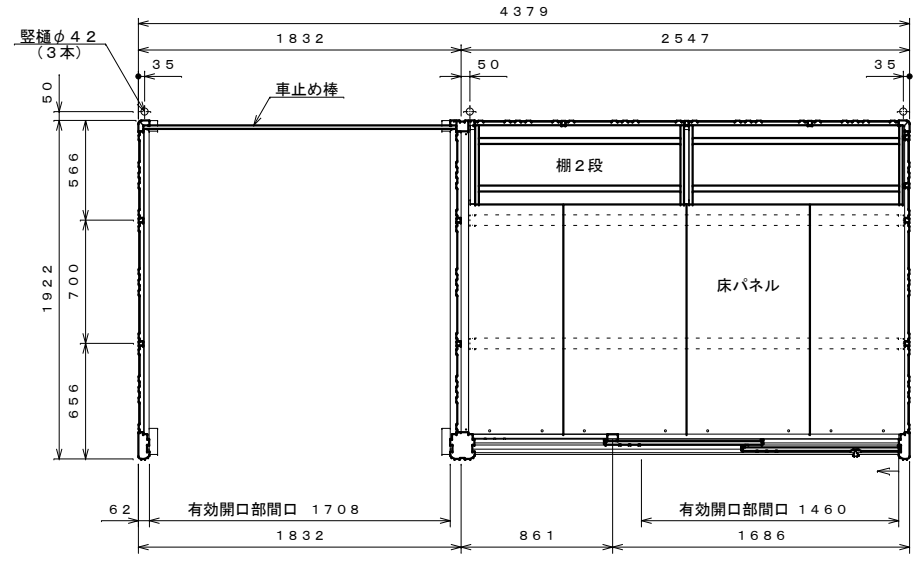 4379
1832
2547
竪樋φ42
(3本)
35
50
35
50
車止め棒
566
棚2段
1922
700
床パネル
656
62
有効開口部間口 1708
有効開口部間口 1460
1832
861
1686